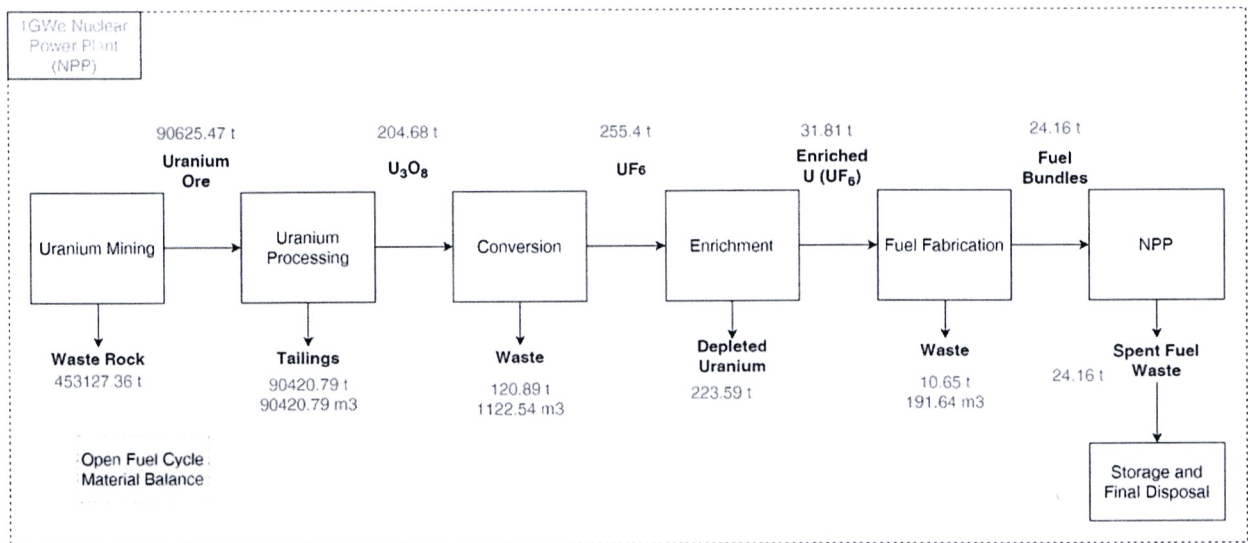 1GWe Nuclear
Power Plant
(NPP)
90625.47 t
204.68 t
255.4 t
31.81 t
24.16 t
Uranium
Ore
U₃O₈
UF₆
Enriched
U (UF₆)
Fuel
Bundles
Uranium Mining
Uranium
Processing
Conversion
Enrichment
Fuel Fabrication
NPP
Waste Rock
453127.36 t
Tailings
90420.79 t
90420.79 m3
Waste
120.89 t
1122.54 m3
Depleted
Uranium
223.59 t
Waste
10.65 t
191.64 m3
Spent Fuel
Waste
24.16 t
Open Fuel Cycle
Material Balance
Storage and
Final Disposal